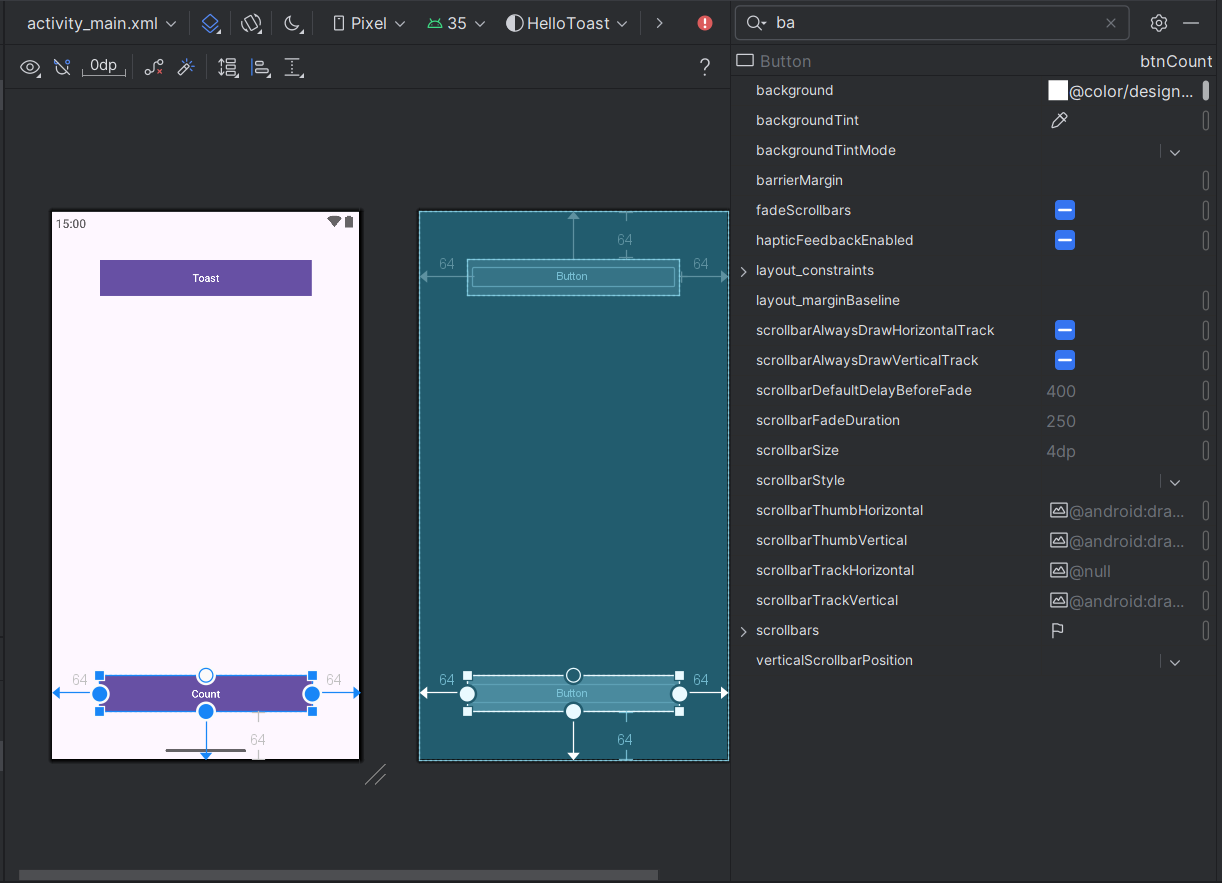 activity_main.xml Pixel 35 HelloToast
ba
0dp ?
Button btnCount
background @color/design...
backgroundTint
backgroundTintMode
barrierMargin
fadeScrollbars
hapticFeedbackEnabled
layout_constraints
layout_marginBaseline
scrollbarAlwaysDrawHorizontalTrack
scrollbarAlwaysDrawVerticalTrack
scrollbarDefaultDelayBeforeFade 400
scrollbarFadeDuration 250
scrollbarSize 4dp
scrollbarStyle
scrollbarThumbHorizontal @android:dra...
scrollbarThumbVertical @android:dra...
scrollbarTrackHorizontal @null
scrollbarTrackVertical @android:dra...
scrollbars
verticalScrollbarPosition
15:00
Toast
64 Count 64
64
64
64 Button 64
64 Button 64
64